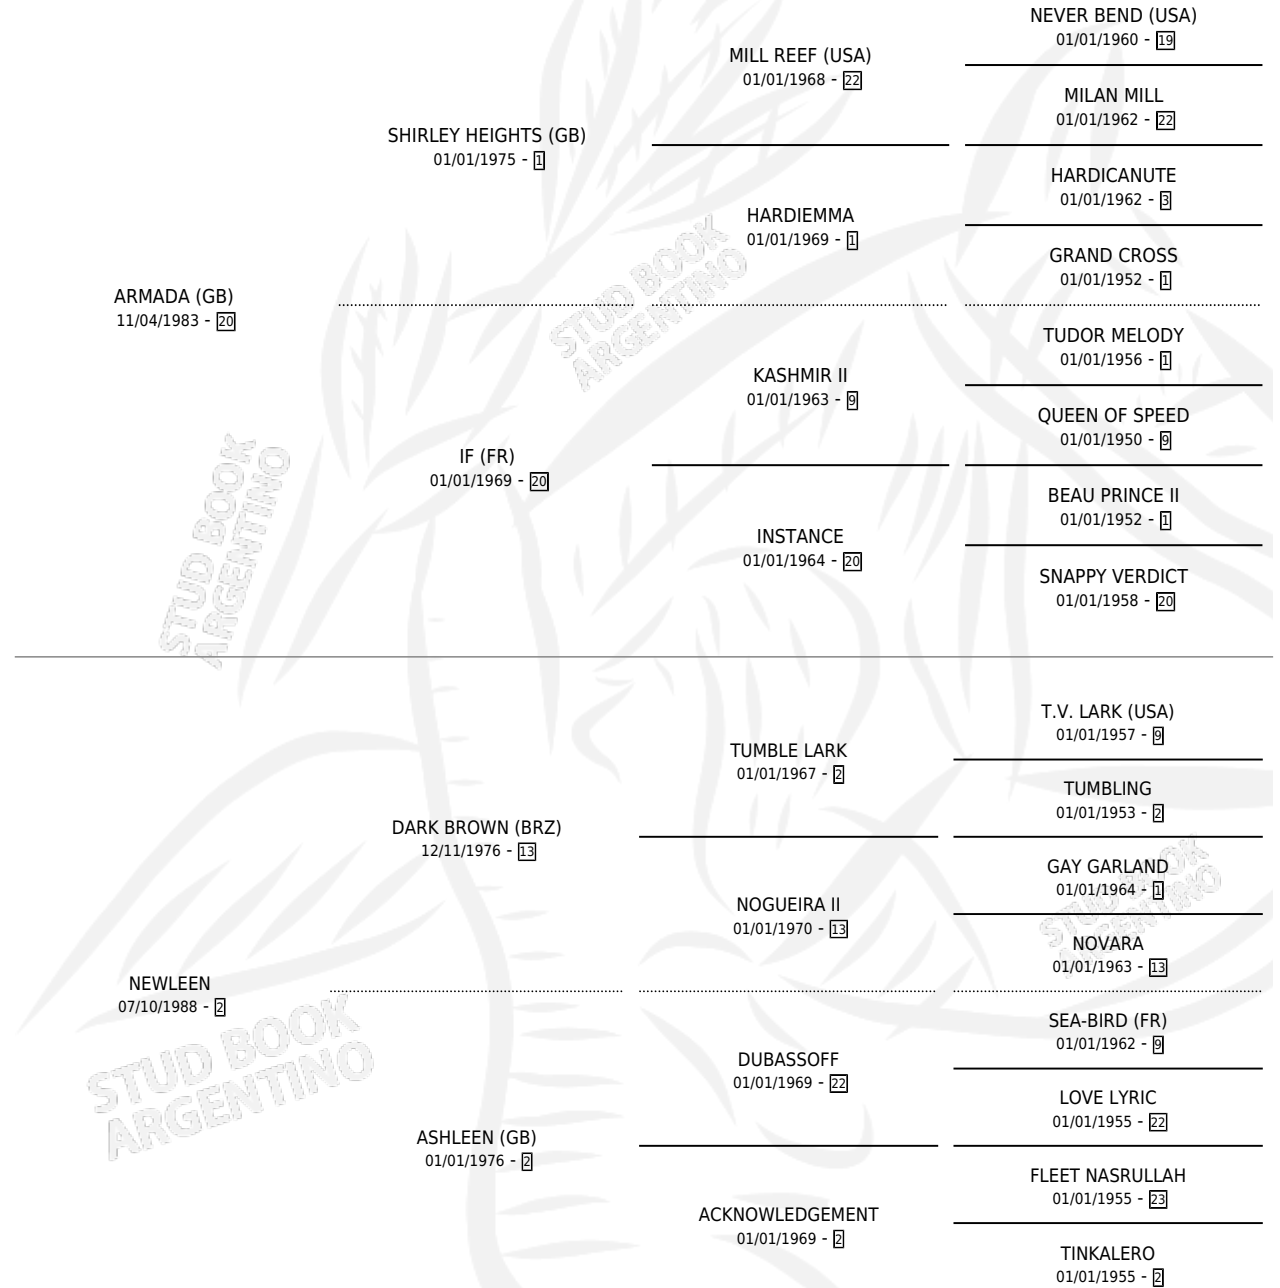 NEVER BEND (USA)
01/01/1960 - 19
MILL REEF (USA)
01/01/1968 - 22
MILAN MILL
01/01/1962 - 22
SHIRLEY HEIGHTS (GB)
01/01/1975 - 1
HARDICANUTE
01/01/1962 - 3
HARDIEMMA
01/01/1969 - 1
GRAND CROSS
01/01/1952 - 1
ARMADA (GB)
11/04/1983 - 20
STUD BOOK
ARGENTINO
TUDOR MELODY
01/01/1956 - 1
KASHMIR II
01/01/1963 - 9
QUEEN OF SPEED
01/01/1950 - 9
IF (FR)
01/01/1969 - 20
STUD BOOK
ARGENTINO
BEAU PRINCE II
01/01/1952 - 1
INSTANCE
01/01/1964 - 20
SNAPPY VERDICT
01/01/1958 - 20
T.V. LARK (USA)
01/01/1957 - 9
TUMBLE LARK
01/01/1967 - 2
TUMBLING
01/01/1953 - 2
DARK BROWN (BRZ)
12/11/1976 - 13
GAY GARLAND
01/01/1964 - 1
STUD BOOK
ARGENTINO
NOGUEIRA II
01/01/1970 - 13
NOVARA
01/01/1963 - 13
NEWLEEN
07/10/1988 - 2
STUD BOOK
ARGENTINO
SEA-BIRD (FR)
01/01/1962 - 9
DUBASSOFF
01/01/1969 - 22
LOVE LYRIC
01/01/1955 - 22
ASHLEEN (GB)
01/01/1976 - 2
FLEET NASRULLAH
01/01/1955 - 23
ACKNOWLEDGEMENT
01/01/1969 - 2
TINKALERO
01/01/1955 - 2